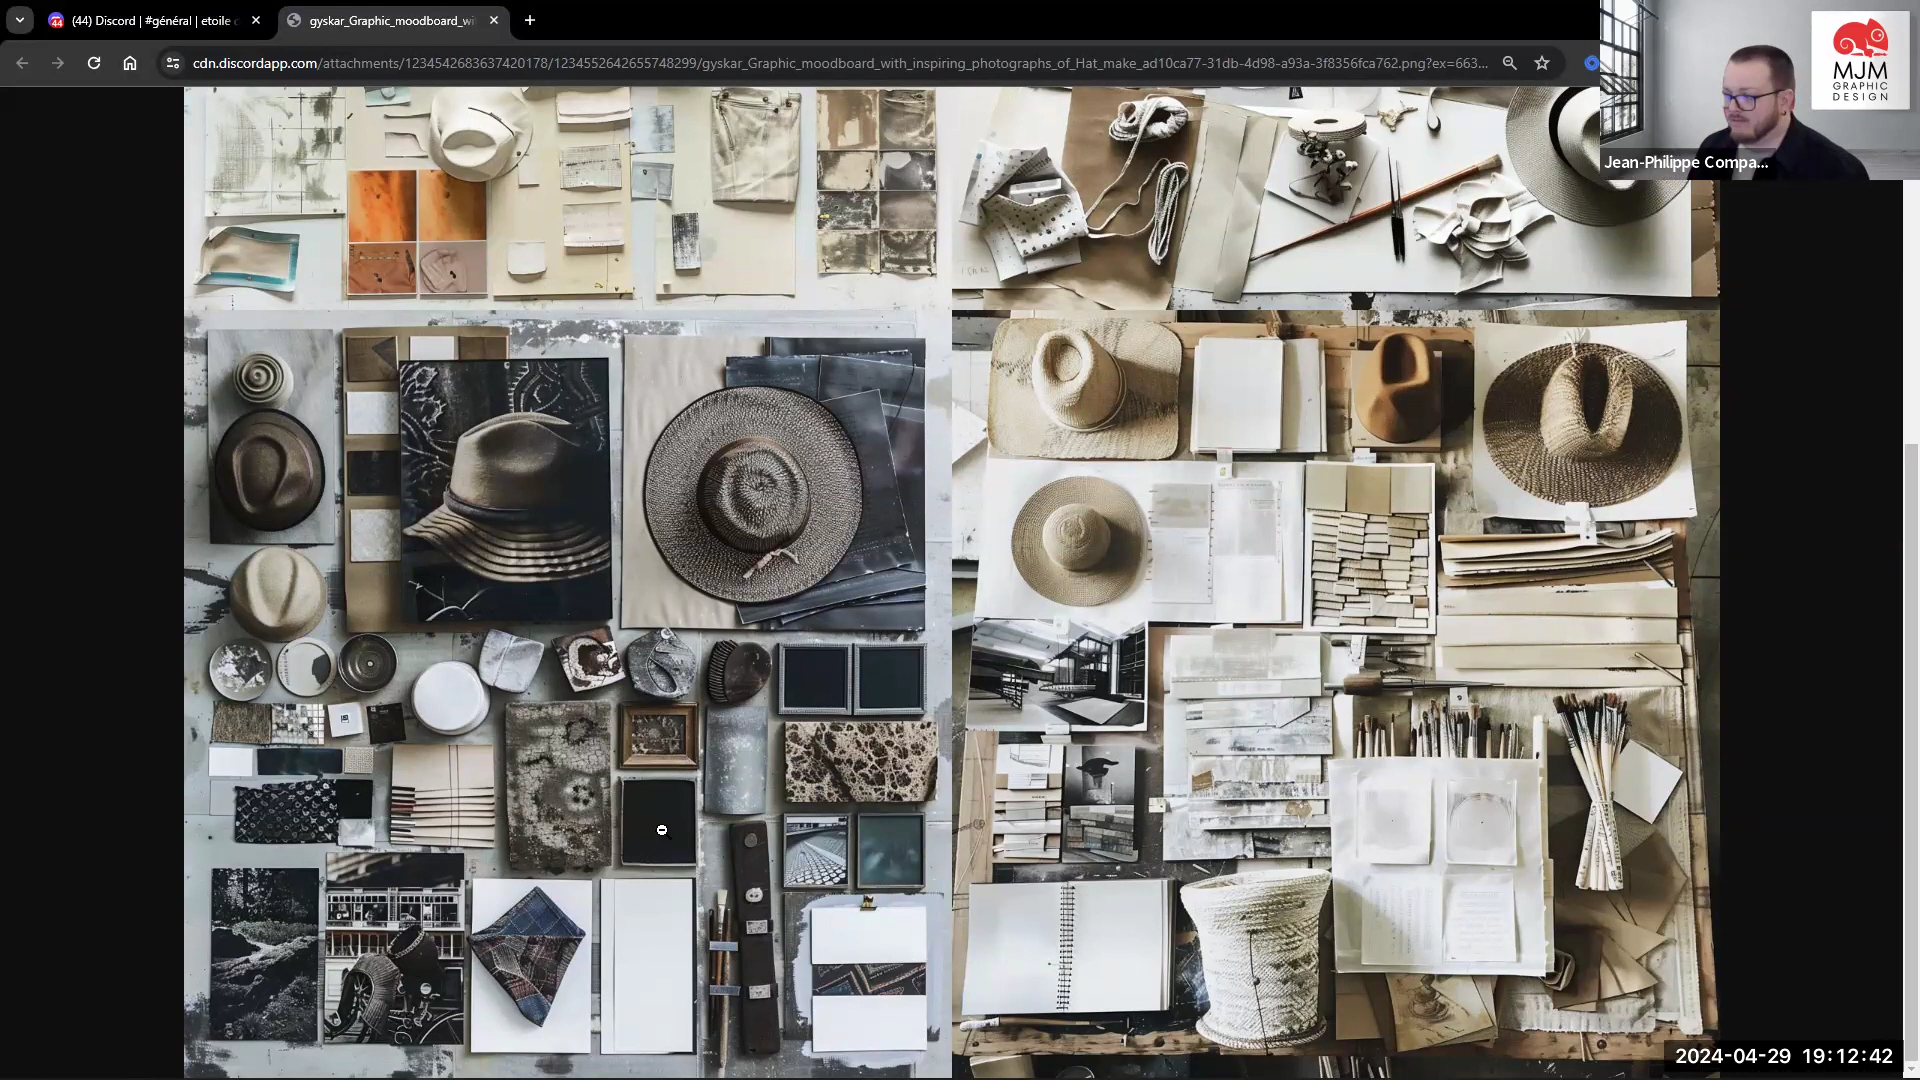 (44) Discord | #général | etoile
gyskar_Graphic_moodboard_wi
cdn.discordapp.com/attachments/1234542683637420178/1234552642655748299/gyskar_Graphic_moodboard_with_inspiring_photographs_of_Hat_make_ad10ca77-31db-4d98-a93a-3f8356fca762.png?ex=663...
MJM
GRAPHIC
DESIGN
Jean-Philippe Compa...
2024-04-29 19:12:42